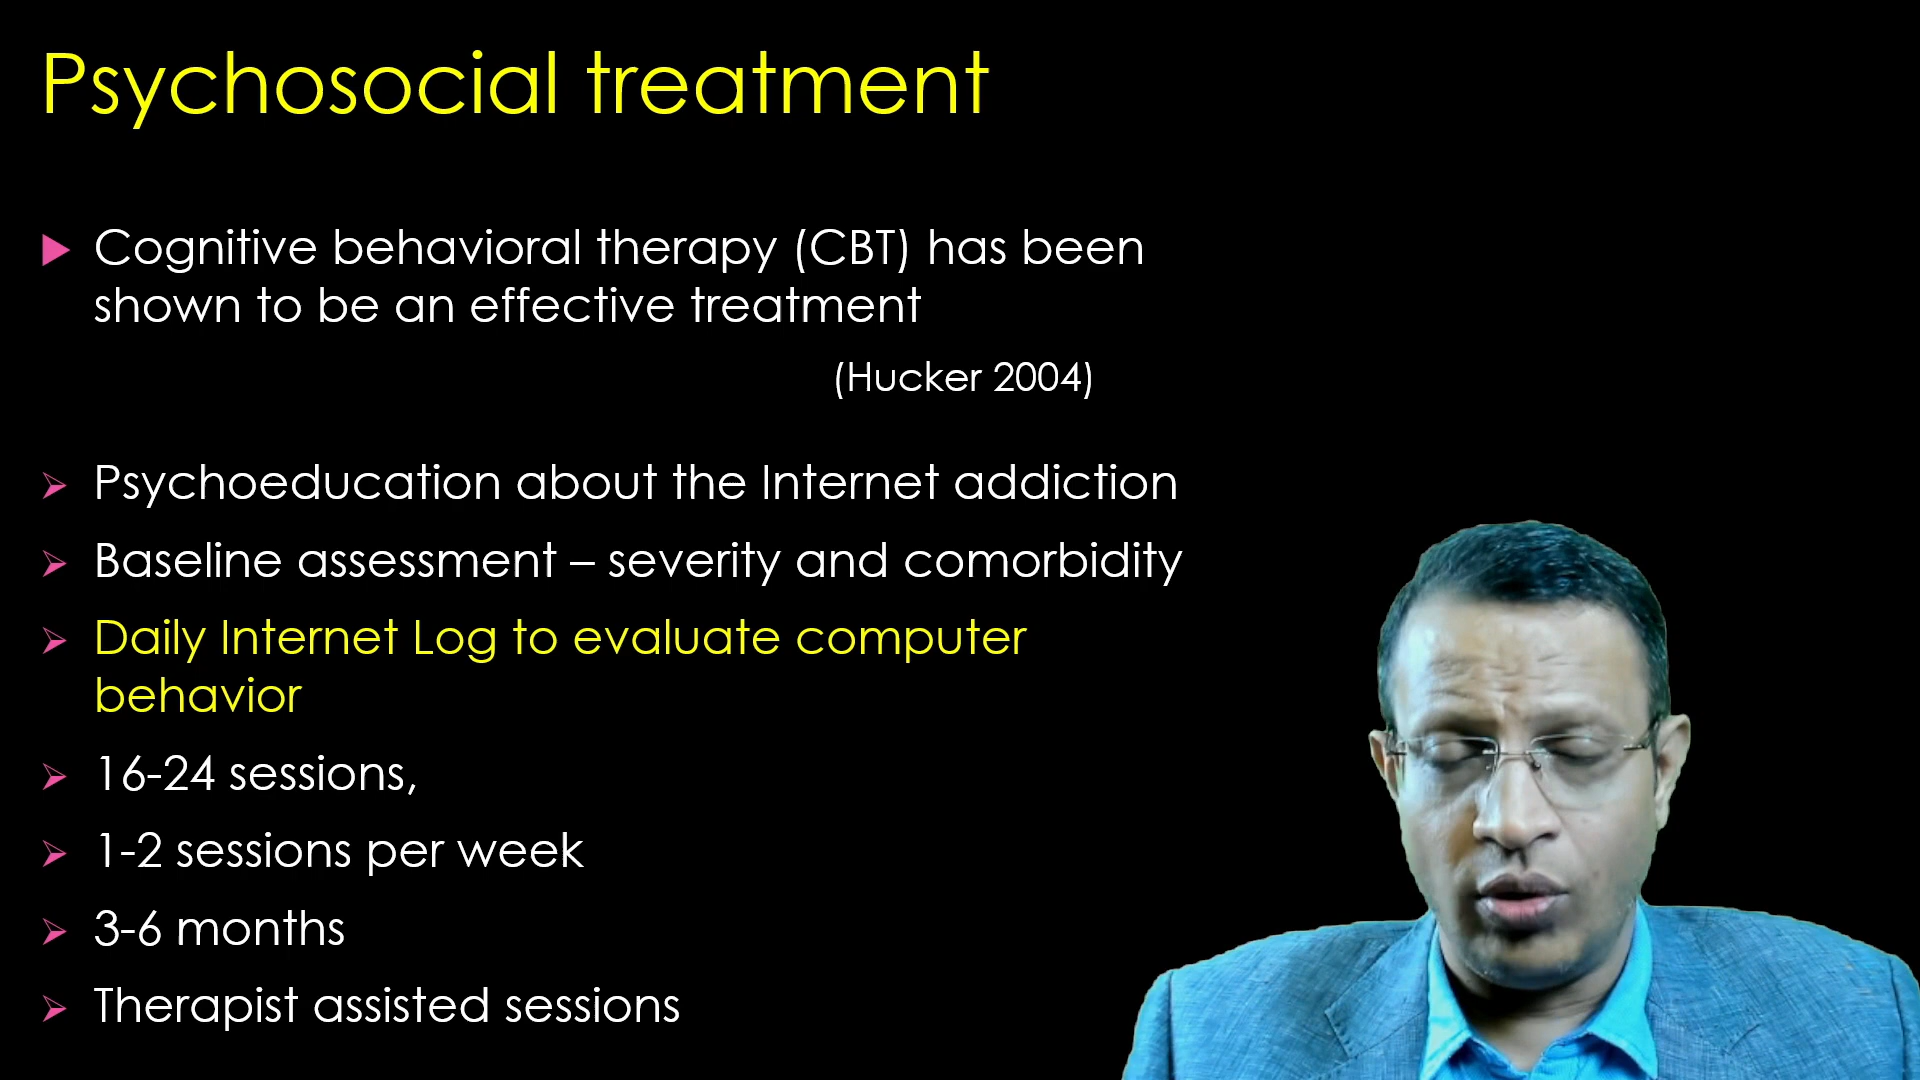 Psychosocial treatment
Cognitive behavioral therapy (CBT) has been
shown to be an effective treatment
(Hucker 2004)
Psychoeducation about the Internet addiction
Baseline assessment – severity and comorbidity
Daily Internet Log to evaluate computer
behavior
16-24 sessions,
1-2 sessions per week
3-6 months
Therapist assisted sessions